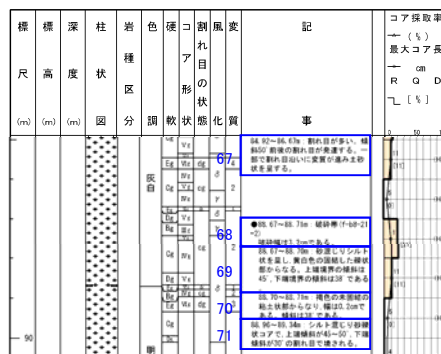 標尺 (m)
標高 (m)
深度 (m)
柱状図
岩種区分
色調
硬軟
コア形状
割れ目の状態
風化
変質
記事
コア採取率
(%)
最大コア長
cm
R Q D
[%]
灰白
明
90
67
84.92~86.67m 割れ目が多い、傾
斜50°前後の割れ目が発達する。一
部で割れ目沿いに変質が進み土砂
状を呈する。
68
●88.67~88.71m 破砕帯(f-b8-21
-2)
破砕幅は1.2cmである。
69
88.67~88.70m 砂混じりシルト
状を呈し、黄白色の固結した礫状
部からなる。上端境界の傾斜は
45°、下端境界の傾斜は38°である
70
88.70~88.71m 褐色の未固結の
粘土状部からなり、幅は0.2cmで
ある。傾斜は38°である。
71
88.96~89.34m シルト混じり砂礫
状コアで、上端傾斜が45~50°、下端
傾斜が30°の割れ目で境される。